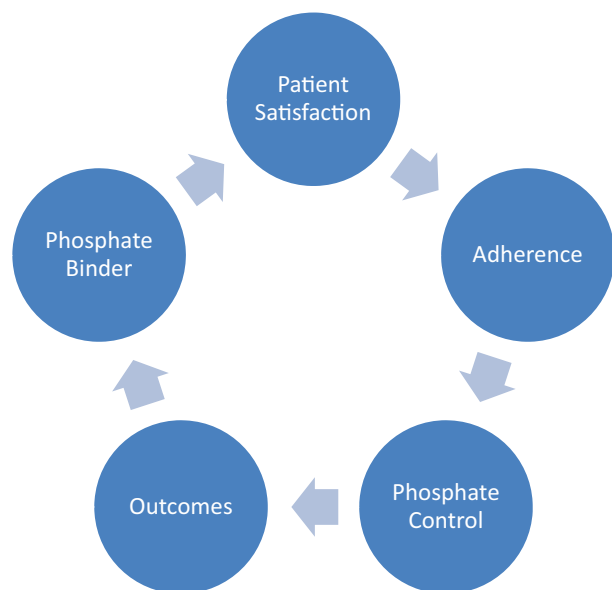 Patient
Satisfaction
Adherence
Phosphate
Control
Outcomes
Phosphate
Binder